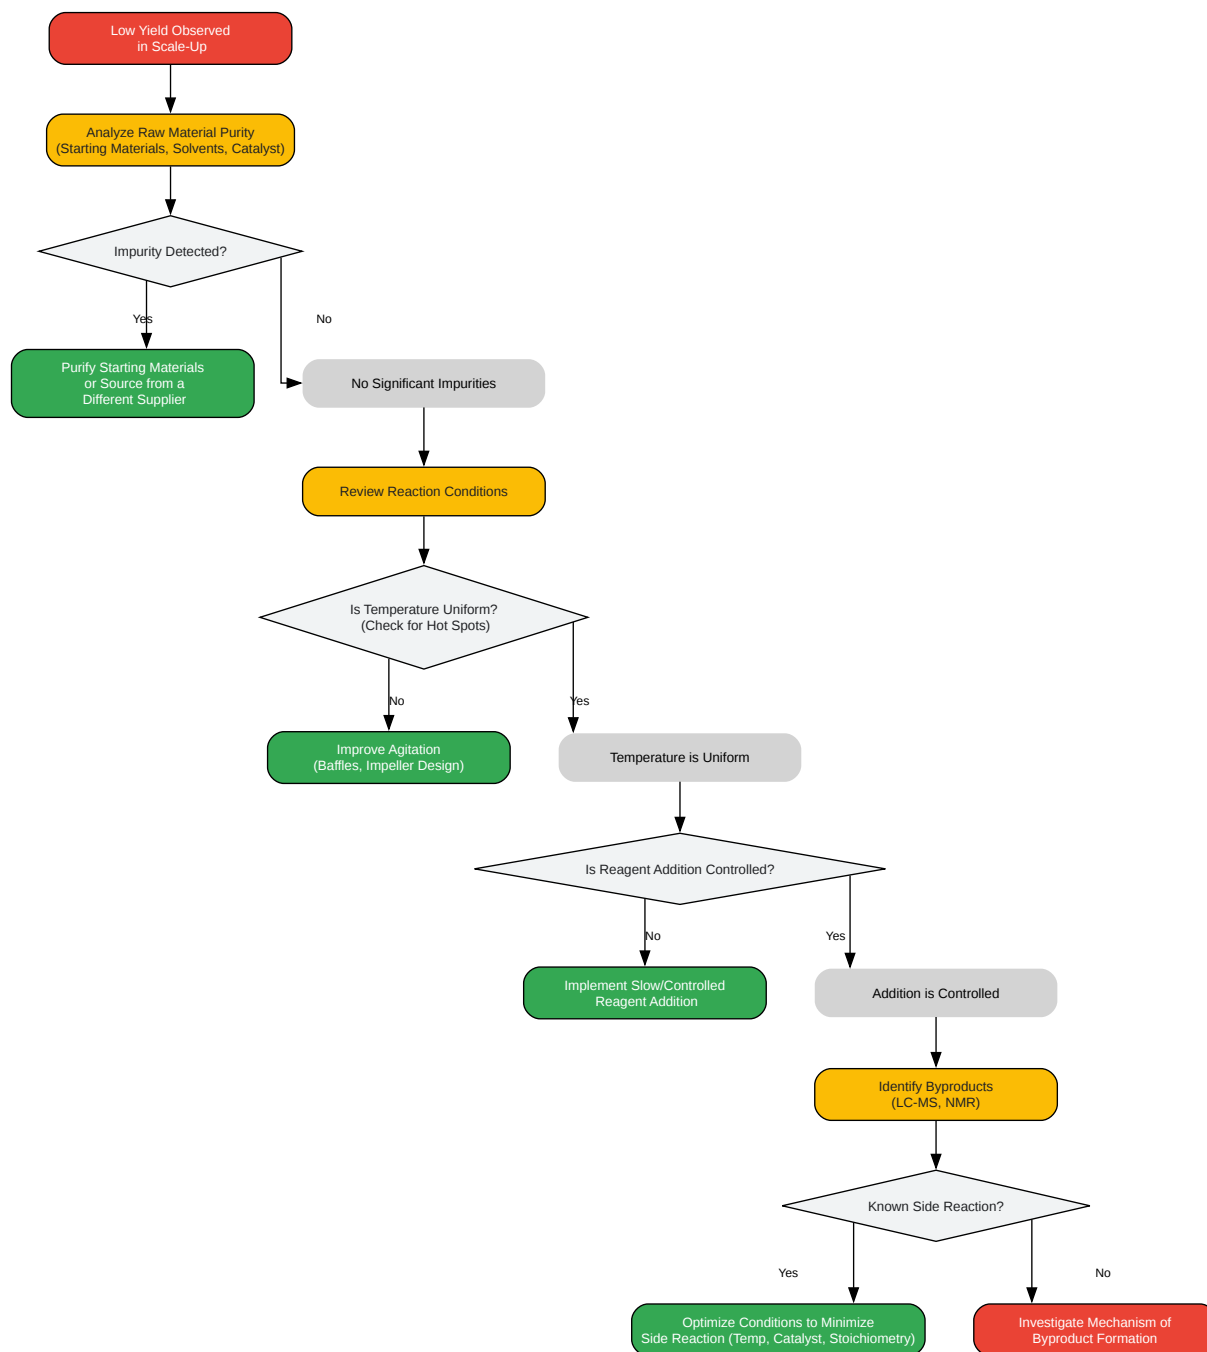 Low Yield Observed
in Scale-Up
Analyze Raw Material Purity
(Starting Materials, Solvents, Catalyst)
Impurity Detected?
Yes
No
Purify Starting Materials
or Source from a
Different Supplier
No Significant Impurities
Review Reaction Conditions
Is Temperature Uniform?
(Check for Hot Spots)
No
Yes
Improve Agitation
(Baffles, Impeller Design)
Temperature is Uniform
Is Reagent Addition Controlled?
No
Yes
Implement Slow/Controlled
Reagent Addition
Addition is Controlled
Identify Byproducts
(LC-MS, NMR)
Known Side Reaction?
Yes
No
Optimize Conditions to Minimize
Side Reaction (Temp, Catalyst, Stoichiometry)
Investigate Mechanism of
Byproduct Formation